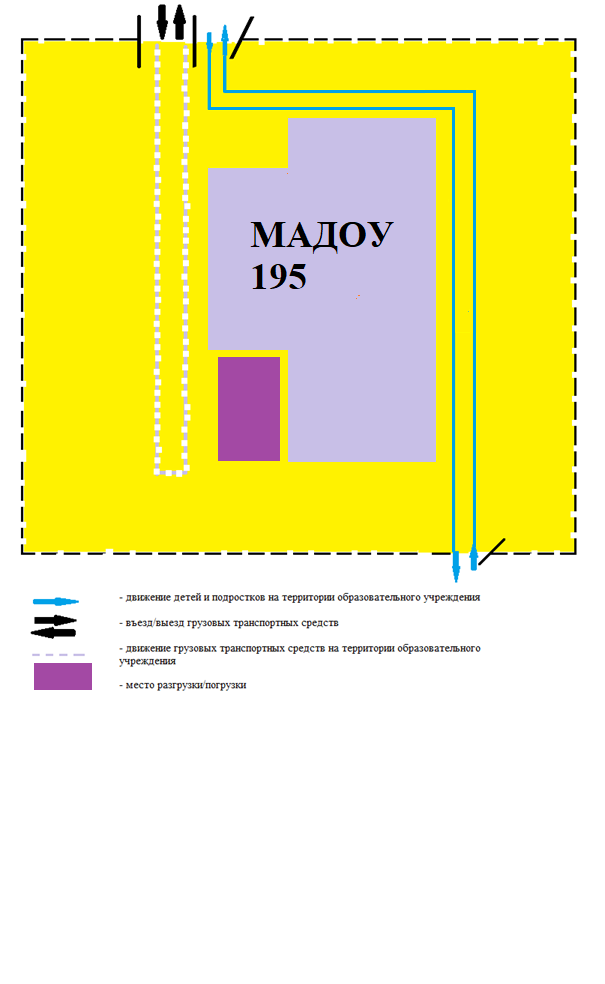 МАДОУ
195
- движение детей и подростков на территории образовательного учреждения
- въезд/выезд грузовых транспортных средств
- движение грузовых транспортных средств на территории образовательного
учреждения
- место разгрузки/погрузки